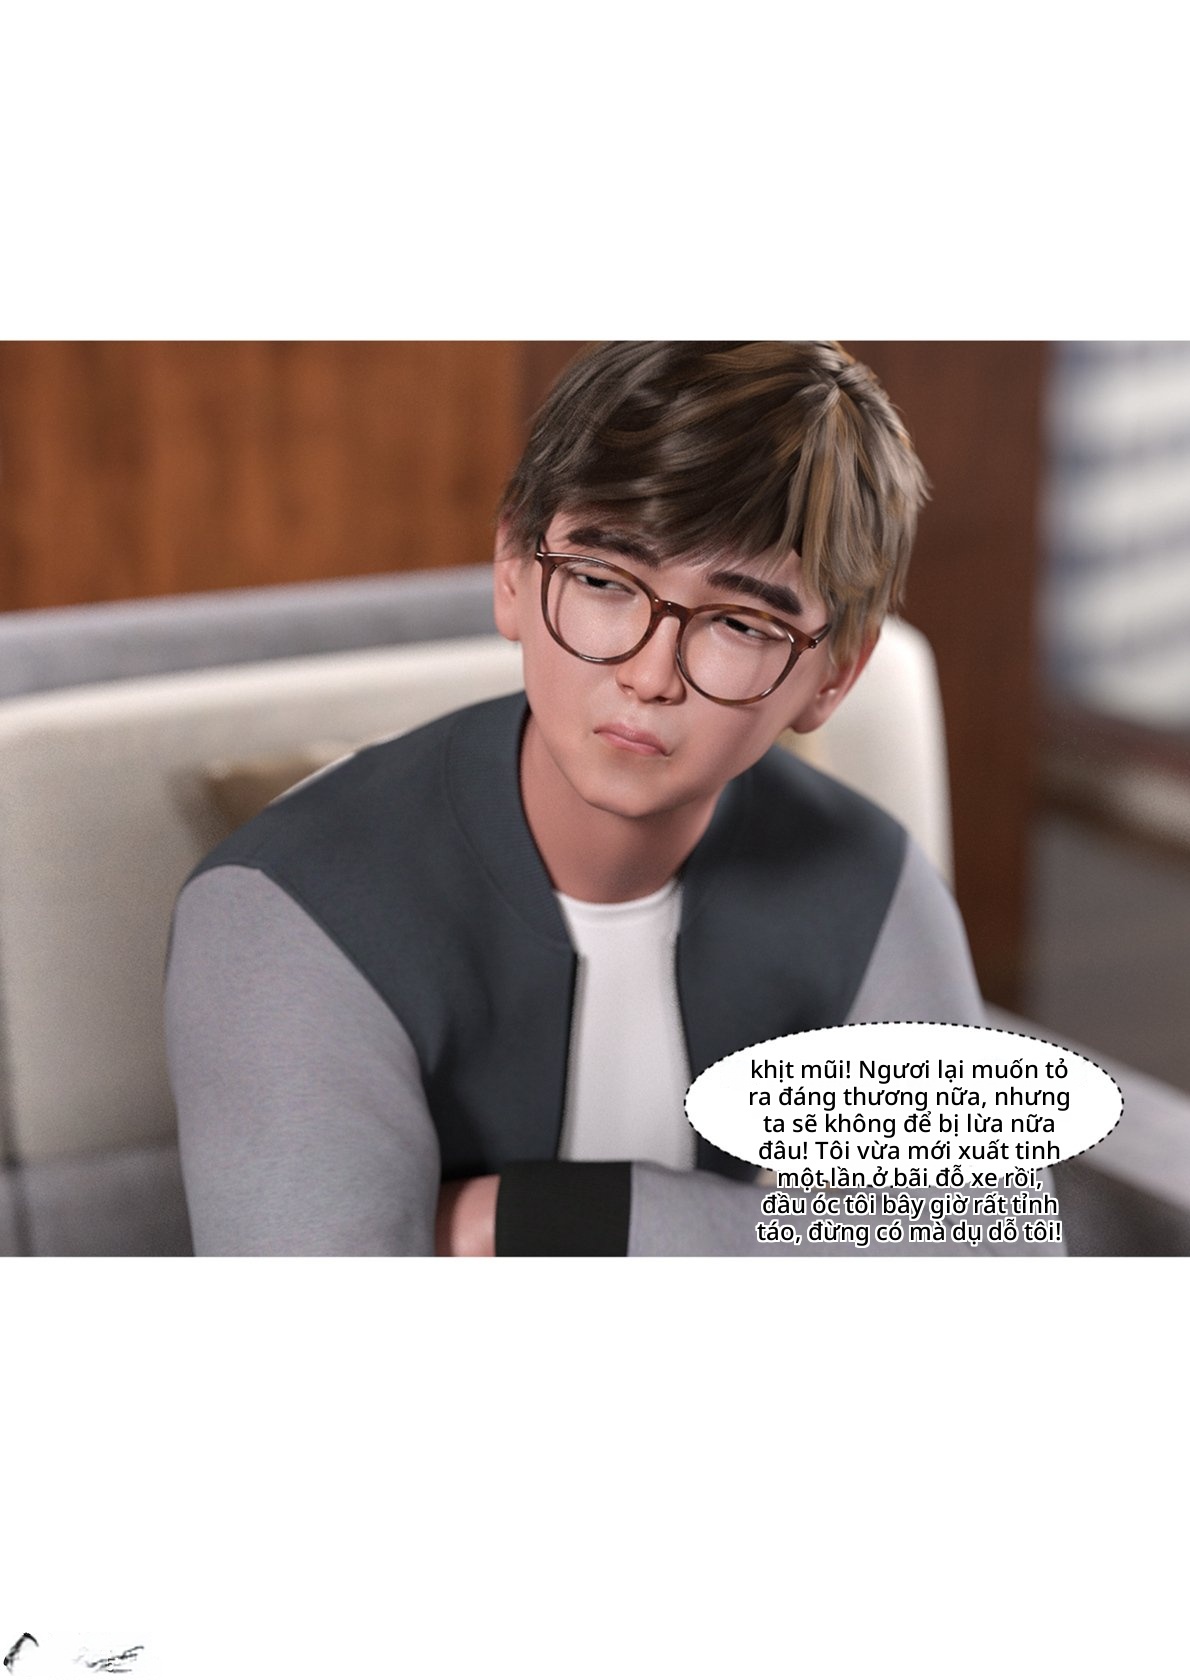 khịt mũi! Ngươi lại muốn tỏ
ra đáng thương nữa, nhưng
ta sẽ không để bị lừa nữa
đâu! Tôi vừa mới xuất tinh
một lần ở bãi đỗ xe rồi,
đầu óc tôi bây giờ rất tỉnh
táo, đừng có mà dụ dỗ tôi!